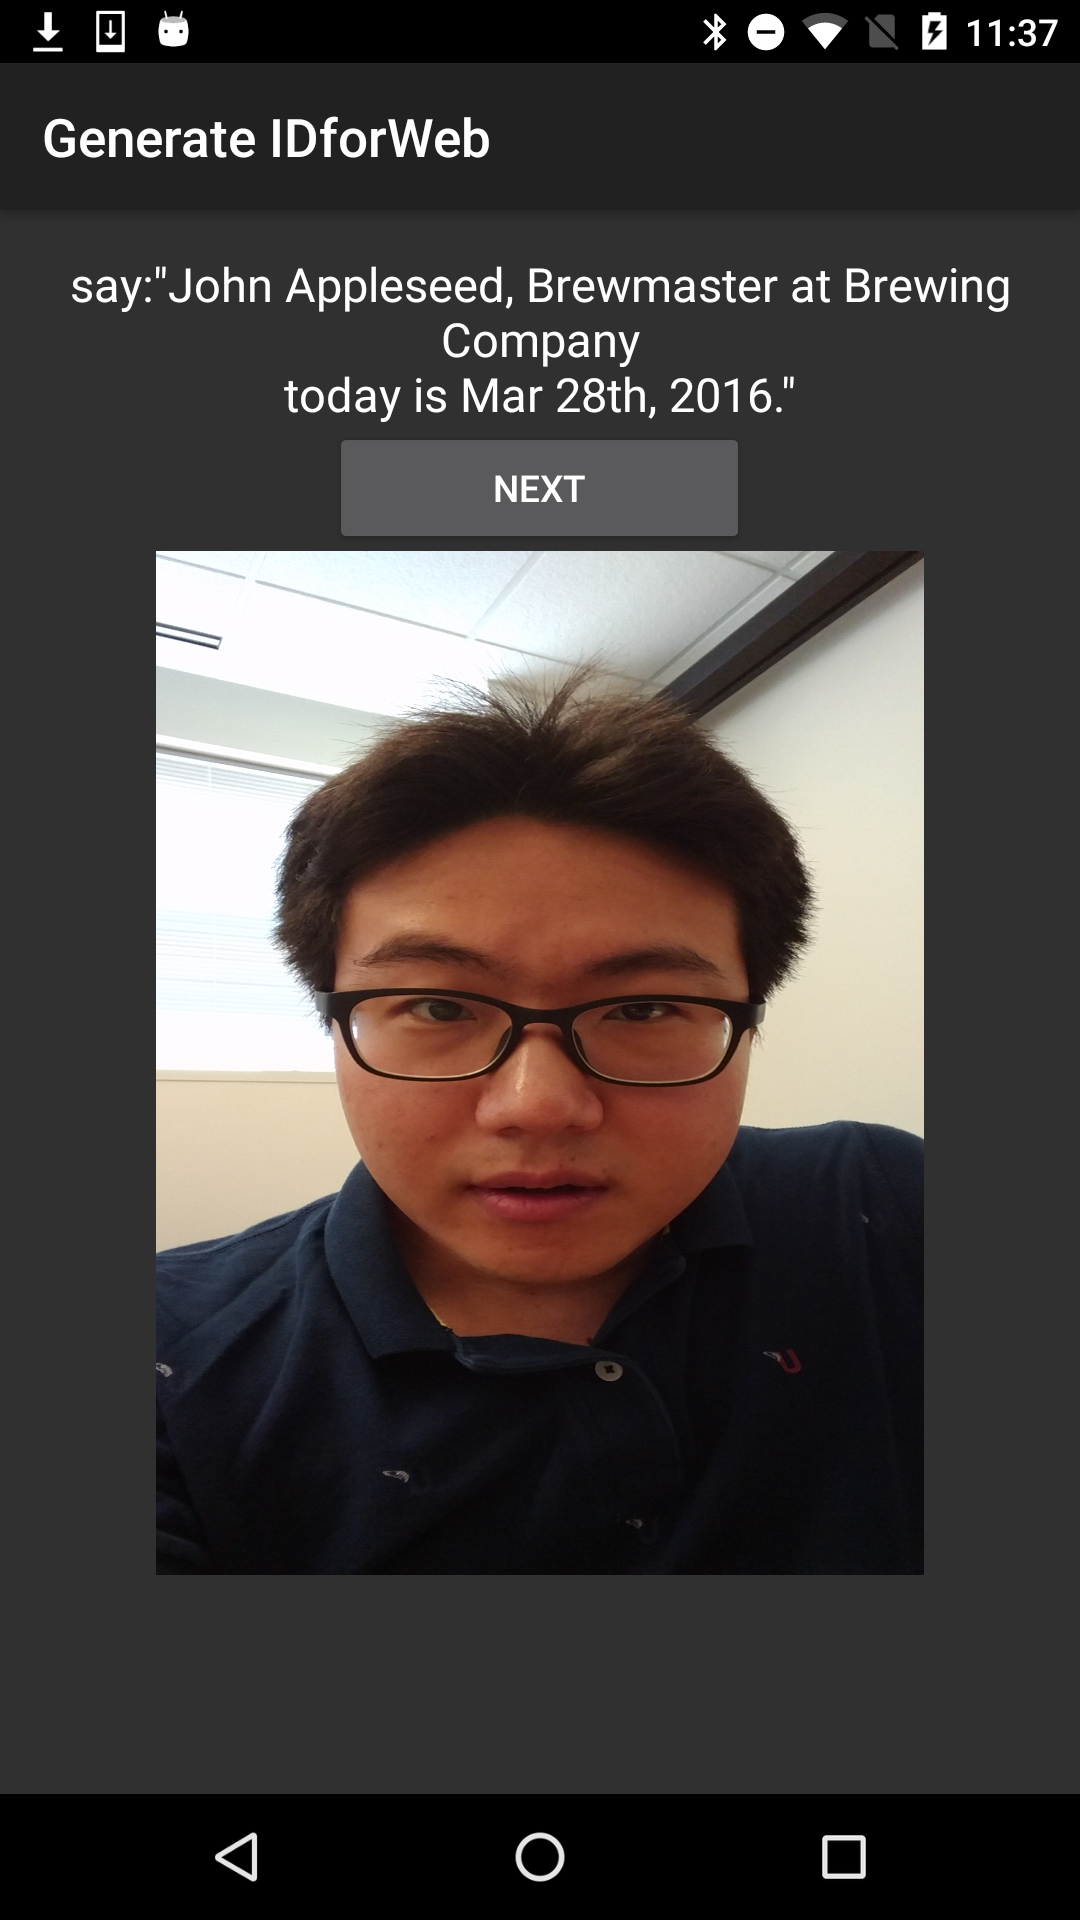 11:37
Generate IDforWeb
say:"John Appleseed, Brewmaster at Brewing
Company
today is Mar 28th, 2016."
NEXT